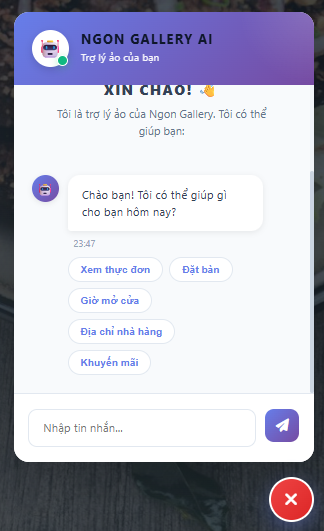 NGON GALLERY AI
Trợ lý ảo của bạn
XIN CHÀO! 👋
Tôi là trợ lý ảo của Ngon Gallery. Tôi có thể
giúp bạn:
Chào bạn! Tôi có thể giúp gì
cho bạn hôm nay?
23:47
Xem thực đơn
Đặt bàn
Giờ mở cửa
Địa chỉ nhà hàng
Khuyến mãi
Nhập tin nhắn...